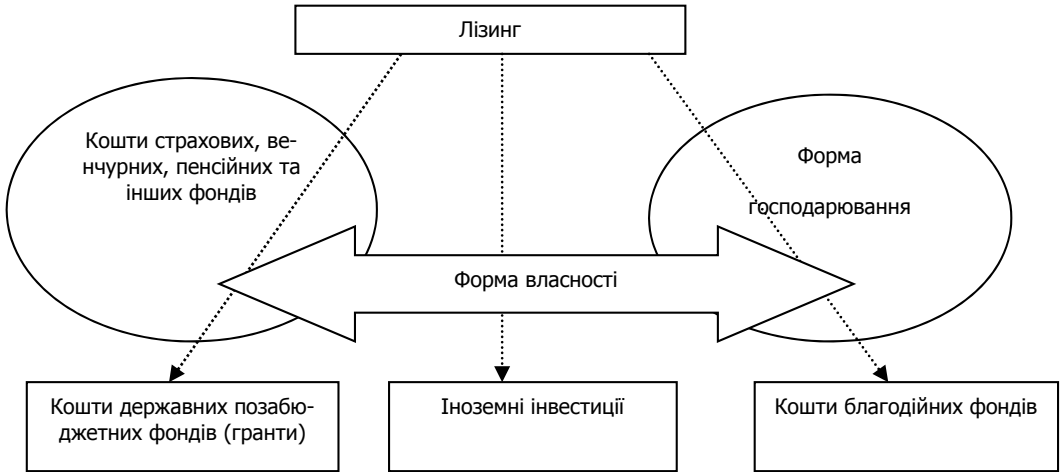 Лізинг
Кошти страхових, ве-
нчурних, пенсійних та
інших фондів
Форма
господарювання
Форма власності
Кошти державних позабю-
джетних фондів (гранти)
Іноземні інвестиції
Кошти благодійних фондів